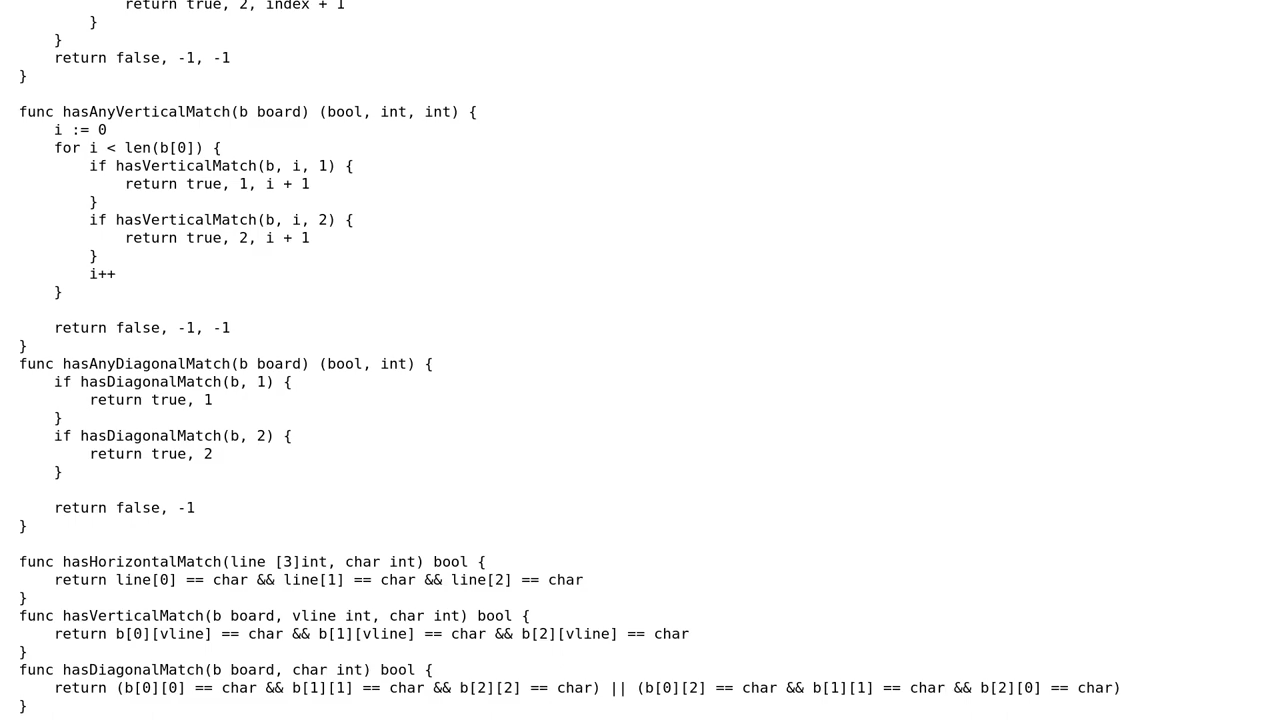 return true, 2, index + 1
        }
    }
    return false, -1, -1
}

func hasAnyVerticalMatch(b board) (bool, int, int) {
    i := 0
    for i < len(b[0]) {
        if hasVerticalMatch(b, i, 1) {
            return true, 1, i + 1
        }
        if hasVerticalMatch(b, i, 2) {
            return true, 2, i + 1
        }
        i++
    }

    return false, -1, -1
}
func hasAnyDiagonalMatch(b board) (bool, int) {
    if hasDiagonalMatch(b, 1) {
        return true, 1
    }
    if hasDiagonalMatch(b, 2) {
        return true, 2
    }

    return false, -1
}

func hasHorizontalMatch(line [3]int, char int) bool {
    return line[0] == char && line[1] == char && line[2] == char
}
func hasVerticalMatch(b board, vline int, char int) bool {
    return b[0][vline] == char && b[1][vline] == char && b[2][vline] == char
}
func hasDiagonalMatch(b board, char int) bool {
    return (b[0][0] == char && b[1][1] == char && b[2][2] == char) || (b[0][2] == char && b[1][1] == char && b[2][0] == char)
}